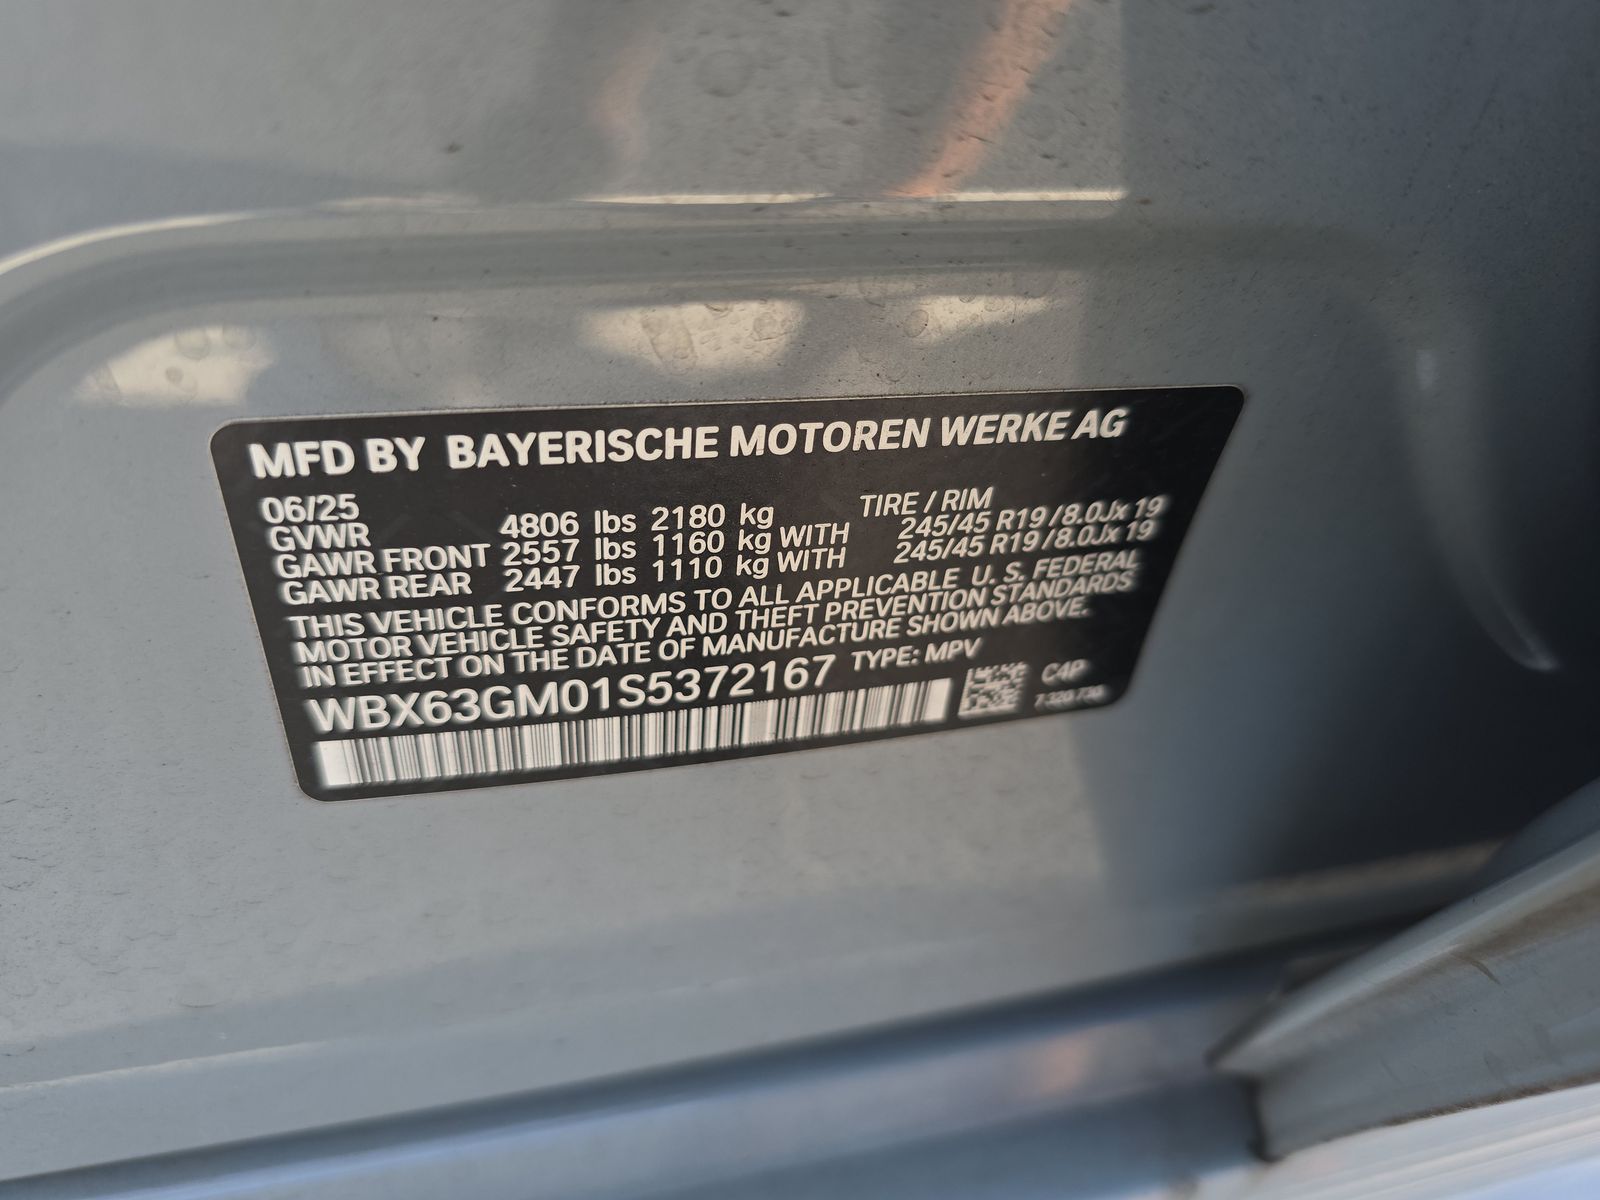 MFD BY BAYERISCHE MOTOREN WERKE AG
06/25 TIRE / RIM
GVWR 4806 lbs 2180 kg
GAWR FRONT 2557 lbs 1160 kg WITH 245/45 R19 / 8.0Jx 19
GAWR REAR 2447 lbs 1110 kg WITH 245/45 R19 / 8.0Jx 19
THIS VEHICLE CONFORMS TO ALL APPLICABLE U. S. FEDERAL
MOTOR VEHICLE SAFETY AND THEFT PREVENTION STANDARDS
IN EFFECT ON THE DATE OF MANUFACTURE SHOWN ABOVE.
WBX63GM01S5372167 TYPE: MPV
C4P